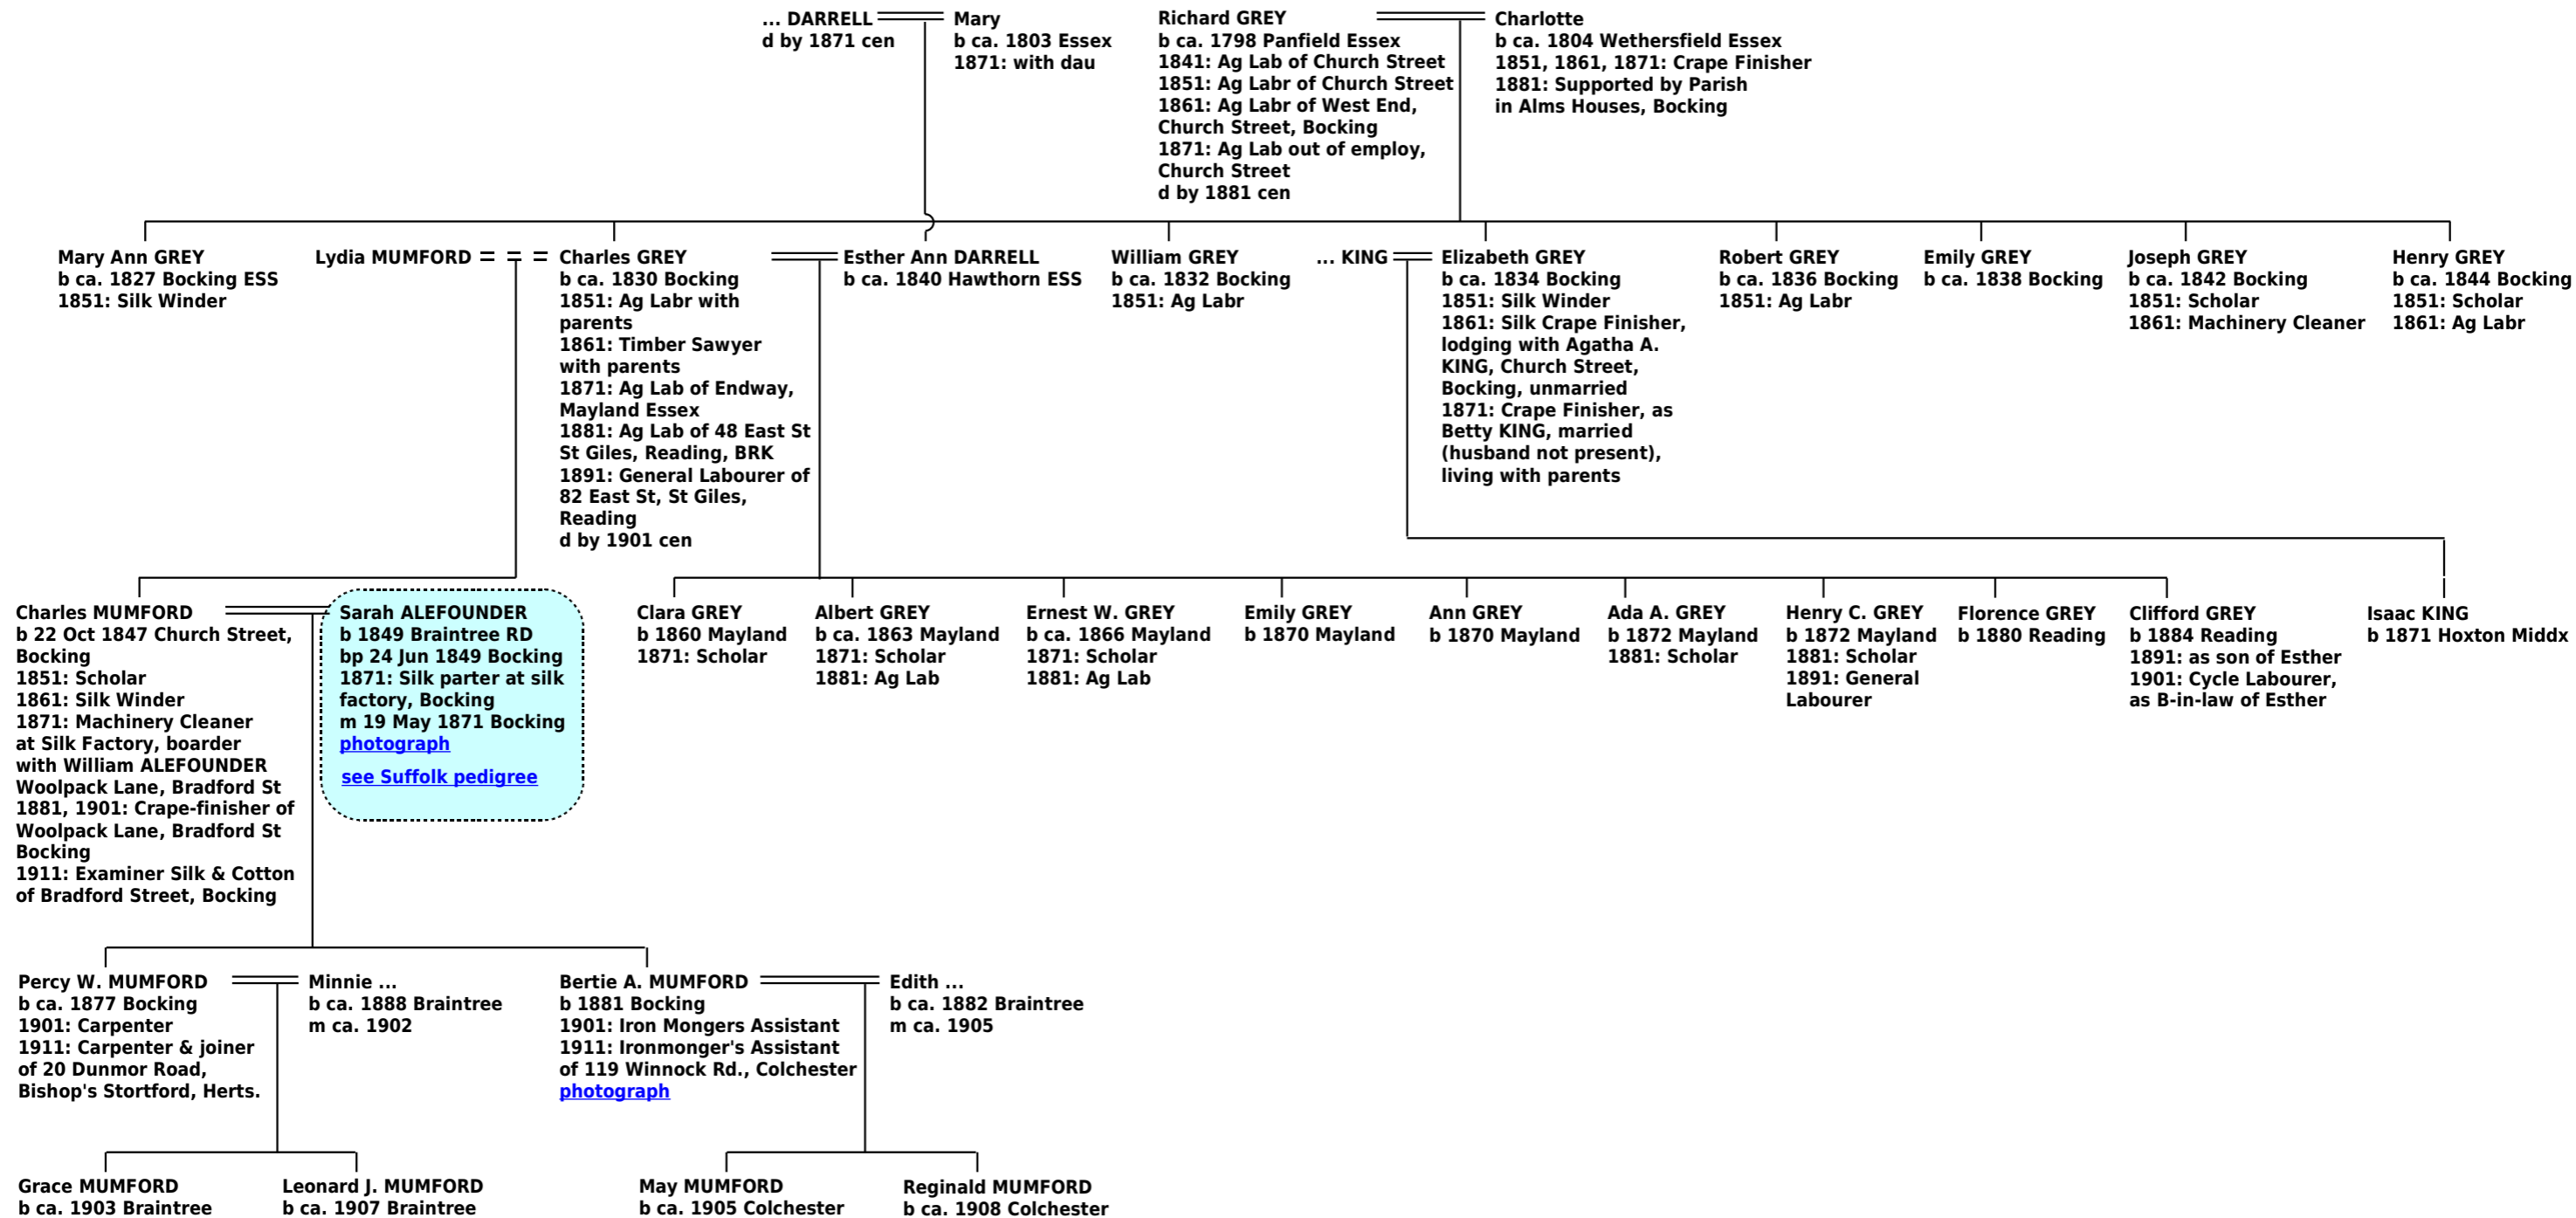 ... DARRELL
d by 1871 cen
Mary
b ca. 1803 Essex
1871: with dau
Richard GREY
b ca. 1798 Panfield Essex
1841: Ag Lab of Church Street
1851: Ag Labr of Church Street
1861: Ag Labr of West End,
Church Street, Bocking
1871: Ag Lab out of employ,
Church Street
d by 1881 cen
Charlotte
b ca. 1804 Wethersfield Essex
1851, 1861, 1871: Crape Finisher
1881: Supported by Parish
in Alms Houses, Bocking
Mary Ann GREY
b ca. 1827 Bocking ESS
1851: Silk Winder
Lydia MUMFORD
Charles GREY
b ca. 1830 Bocking
1851: Ag Labr with
parents
1861: Timber Sawyer
with parents
1871: Ag Lab of Endway,
Mayland Essex
1881: Ag Lab of 48 East St
St Giles, Reading, BRK
1891: General Labourer of
82 East St, St Giles,
Reading
d by 1901 cen
Esther Ann DARRELL
b ca. 1840 Hawthorn ESS
William GREY
b ca. 1832 Bocking
1851: Ag Labr
... KING
Elizabeth GREY
b ca. 1834 Bocking
1851: Silk Winder
1861: Silk Crape Finisher,
lodging with Agatha A.
KING, Church Street,
Bocking, unmarried
1871: Crape Finisher, as
Betty KING, married
(husband not present),
living with parents
Robert GREY
b ca. 1836 Bocking
1851: Ag Labr
Emily GREY
b ca. 1838 Bocking
Joseph GREY
b ca. 1842 Bocking
1851: Scholar
1861: Machinery Cleaner
Henry GREY
b ca. 1844 Bocking
1851: Scholar
1861: Ag Labr
Charles MUMFORD
b 22 Oct 1847 Church Street,
Bocking
1851: Scholar
1861: Silk Winder
1871: Machinery Cleaner
at Silk Factory, boarder
with William ALEFOUNDER
Woolpack Lane, Bradford St
1881, 1901: Crape-finisher of
Woolpack Lane, Bradford St
Bocking
1911: Examiner Silk & Cotton
of Bradford Street, Bocking
Sarah ALEFOUNDER
b 1849 Braintree RD
bp 24 Jun 1849 Bocking
1871: Silk parter at silk
factory, Bocking
m 19 May 1871 Bocking
photograph
see Suffolk pedigree
Clara GREY
b 1860 Mayland
1871: Scholar
Albert GREY
b ca. 1863 Mayland
1871: Scholar
1881: Ag Lab
Ernest W. GREY
b ca. 1866 Mayland
1871: Scholar
1881: Ag Lab
Emily GREY
b 1870 Mayland
Ann GREY
b 1870 Mayland
Ada A. GREY
b 1872 Mayland
1881: Scholar
Henry C. GREY
b 1872 Mayland
1881: Scholar
1891: General
Labourer
Florence GREY
b 1880 Reading
Clifford GREY
b 1884 Reading
1891: as son of Esther
1901: Cycle Labourer,
as B-in-law of Esther
Isaac KING
b 1871 Hoxton Middx
Percy W. MUMFORD
b ca. 1877 Bocking
1901: Carpenter
1911: Carpenter & joiner
of 20 Dunmor Road,
Bishop's Stortford, Herts.
Minnie ...
b ca. 1888 Braintree
m ca. 1902
Bertie A. MUMFORD
b 1881 Bocking
1901: Iron Mongers Assistant
1911: Ironmonger's Assistant
of 119 Winnock Rd., Colchester
photograph
Edith ...
b ca. 1882 Braintree
m ca. 1905
Grace MUMFORD
b ca. 1903 Braintree
Leonard J. MUMFORD
b ca. 1907 Braintree
May MUMFORD
b ca. 1905 Colchester
Reginald MUMFORD
b ca. 1908 Colchester